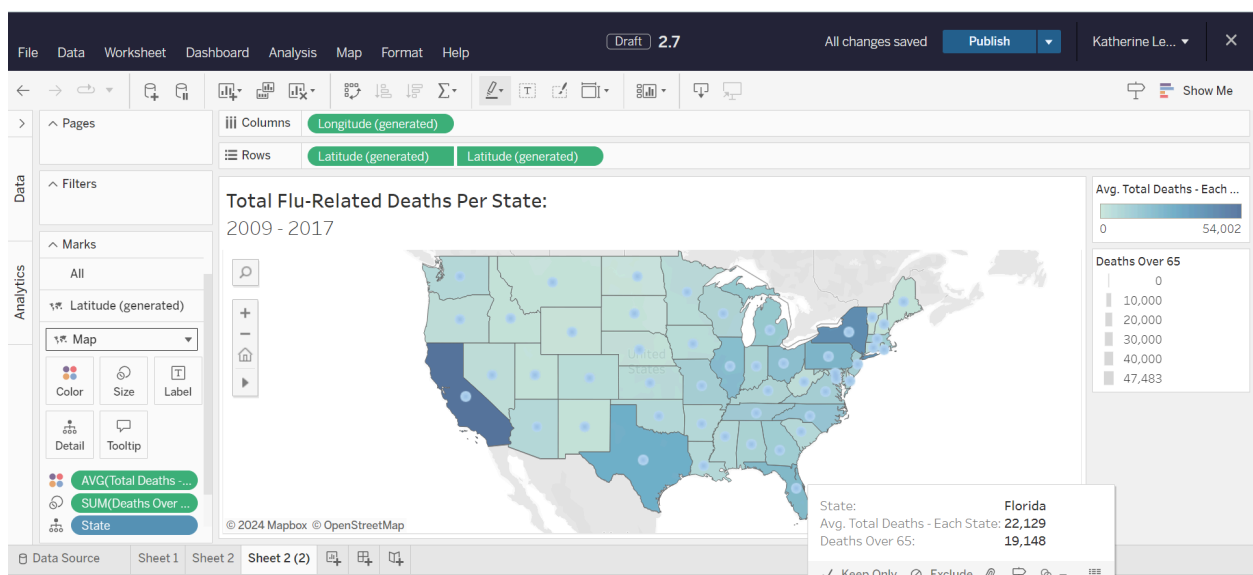 Draft 2.7
All changes saved
Publish
Katherine Le...
File Data Worksheet Dashboard Analysis Map Format Help
Show Me
Data
Analytics
Pages
Filters
Marks
All
Latitude (generated)
Map
Color Size Label
Detail Tooltip
AVG(Total Deaths -...
SUM(Deaths Over ...
State
Columns Longitude (generated)
Rows Latitude (generated) Latitude (generated)
Total Flu-Related Deaths Per State:
2009 - 2017
United
States
© 2024 Mapbox © OpenStreetMap
State: Florida
Avg. Total Deaths - Each State: 22,129
Deaths Over 65: 19,148
Keep Only Exclude
Avg. Total Deaths - Each ...
0 54,002
Deaths Over 65
0
10,000
20,000
30,000
40,000
47,483
Data Source Sheet 1 Sheet 2 Sheet 2 (2)